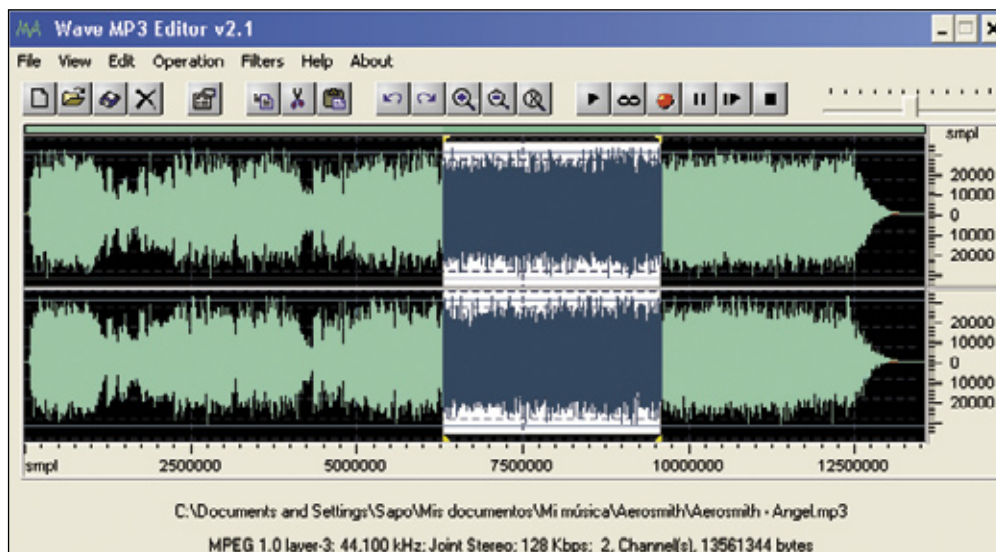 Wave MP3 Editor v2.1
File View Edit Operation Filters Help About
smpl
20000
10000
0
10000
20000
20000
10000
0
10000
20000
smpl 2500000 5000000 7500000 10000000 12500000
C:\Documents and Settings\Sapo\Mis documentos\Mi música\Aerosmith\Aerosmith - Angel.mp3
MPEG 1.0 layer-3: 44,100 kHz; Joint Stereo; 128 Kbps; 2, Channel(s), 13561344 bytes